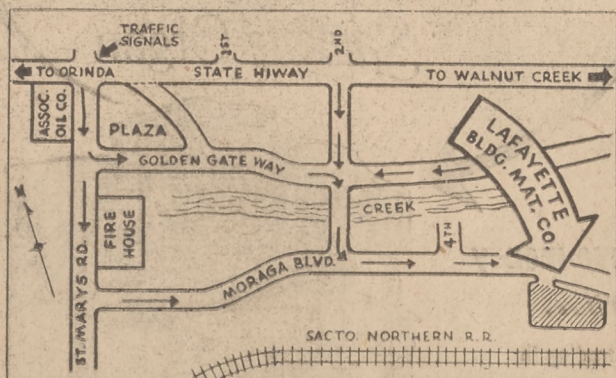 TRAFFIC
SIGNALS
1ST
2ND
TO ORINDA
STATE HIWAY
TO WALNUT CREEK
ASSOC.
OIL CO.
PLAZA
LAFAYETTE
BLDG. MAT. CO.
GOLDEN GATE WAY
CREEK
FIRE
HOUSE
4TH
ST. MARYS RD.
MORAGA BLVD.
SACTO. NORTHERN R.R.